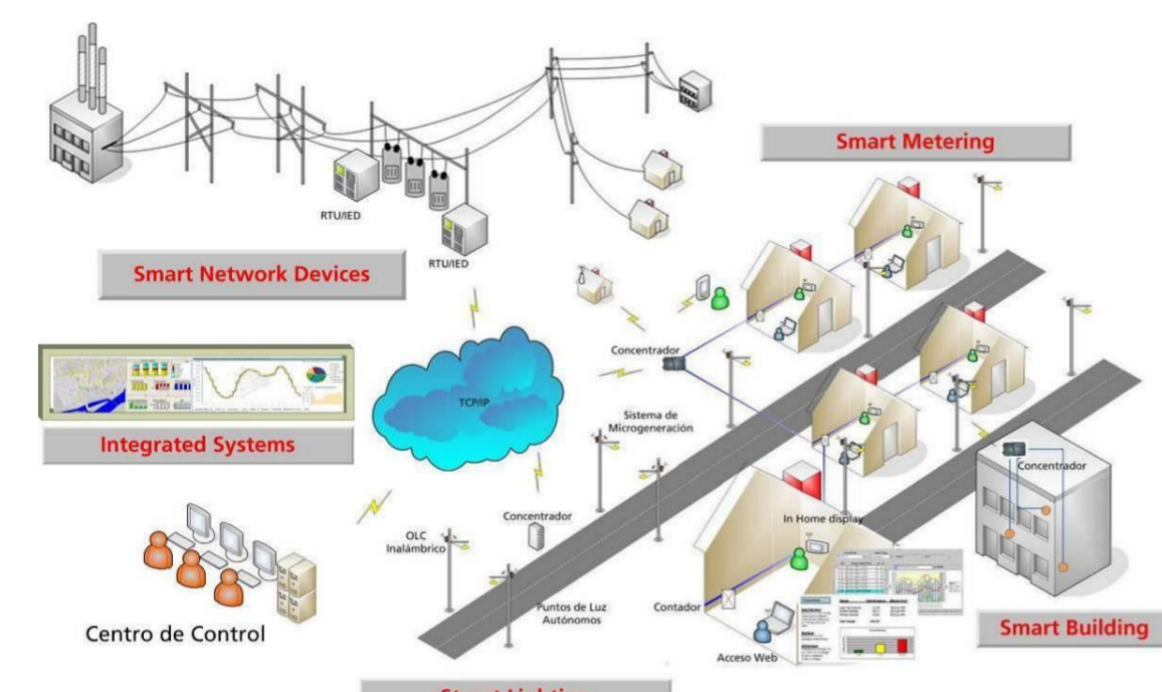 Smart Metering
RTU/IED
RTU/IED
Smart Network Devices
Concentrador
TCP/IP
Sistema de
Microgeneración
Integrated Systems
Concentrador
Concentrador
In Home display
OLC
Inalámbrico
Puntos de Luz
Autónomos
Contador
Centro de Control
Smart Building
Acceso Web